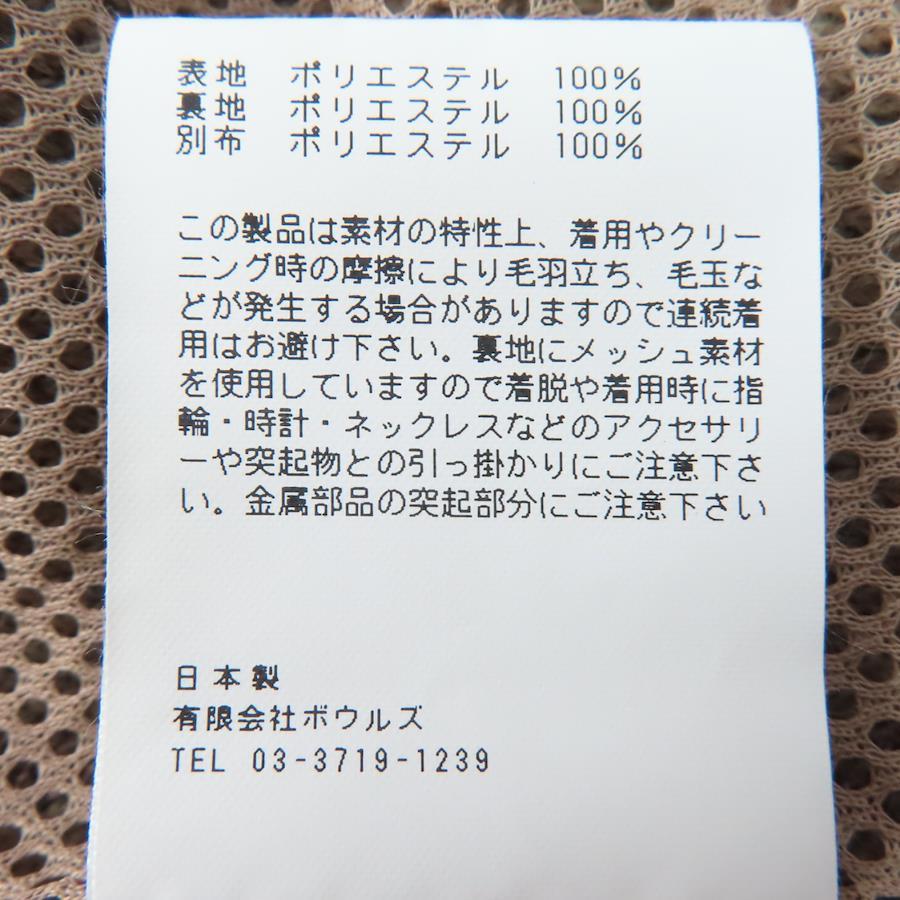 表地 ポリエステル 100%
裏地 ポリエステル 100%
別布 ポリエステル 100%
この製品は素材の特性上、着用やクリー
ニング時の摩擦により毛羽立ち、毛玉な
どが発生する場合がありますので連続着
用はお避け下さい。裏地にメッシュ素材
を使用していますので着脱や着用時に指
輪・時計・ネックレスなどのアクセサリ
ーや突起物との引っ掛かりにご注意下さ
い。金属部品の突起部分にご注意下さい
日本製
有限会社ボウルズ
TEL 03-3719-1239